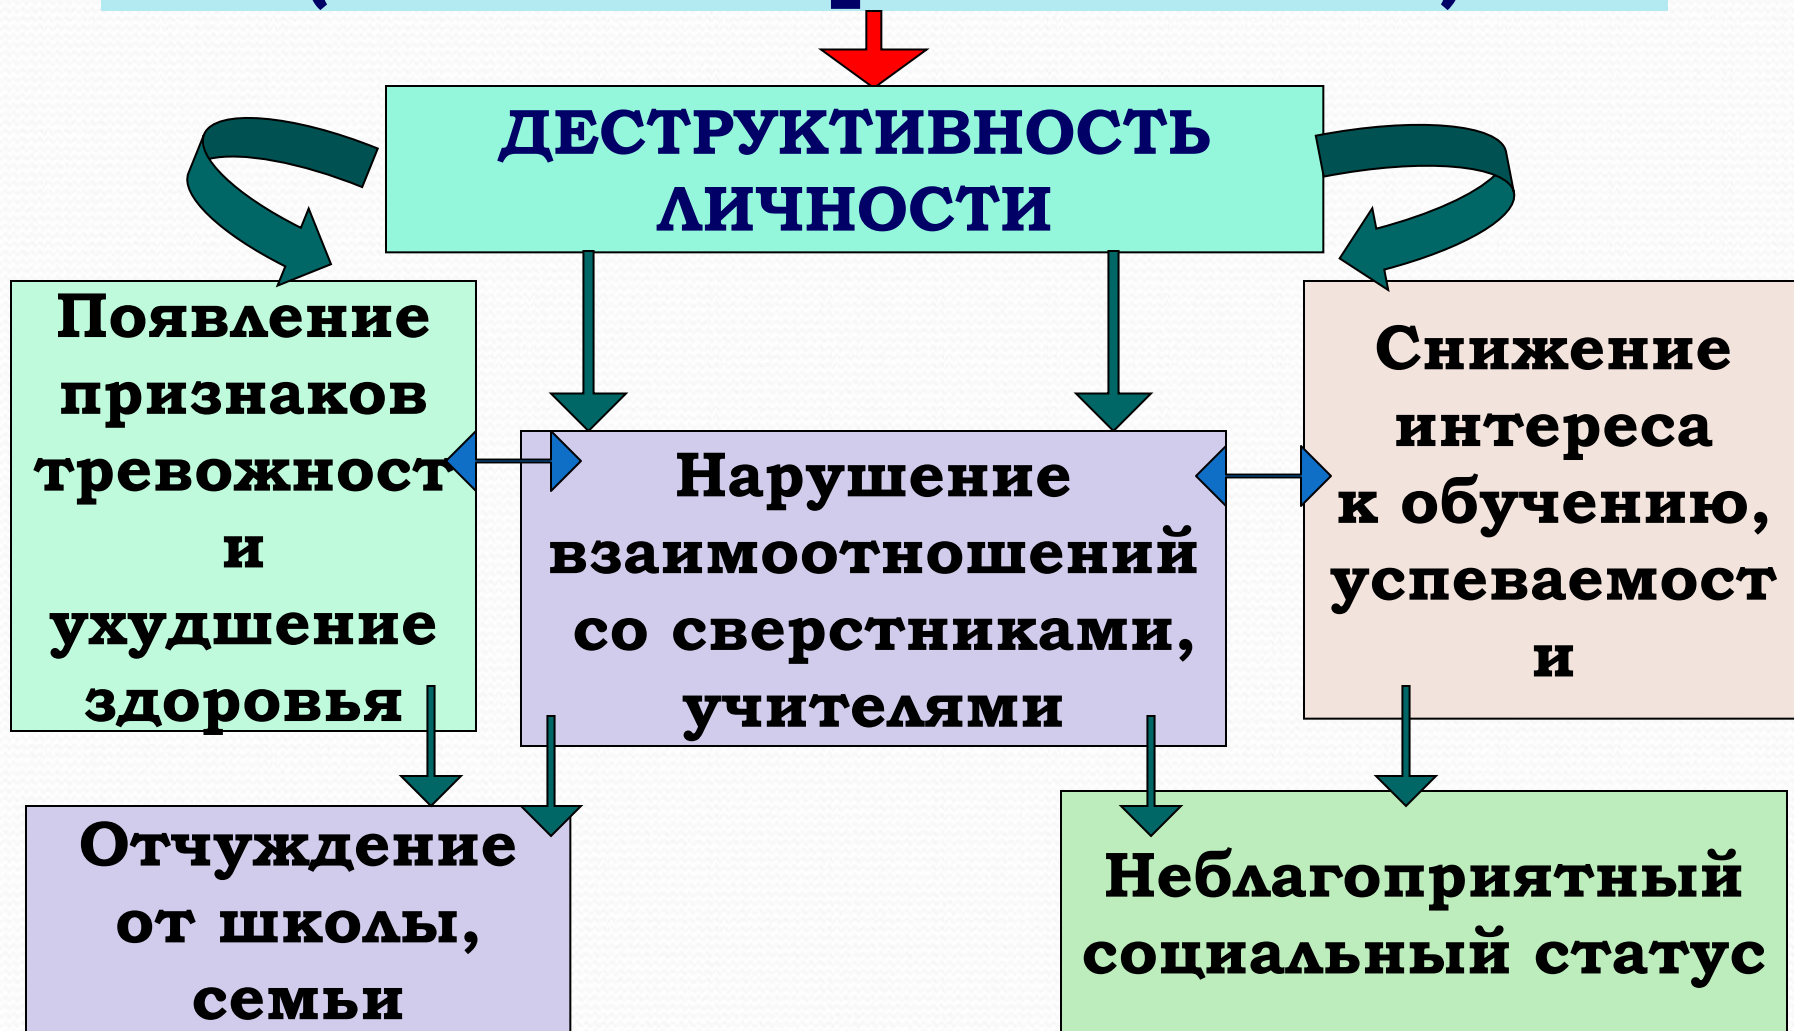 ДЕСТРУКТИВНОСТЬ
ЛИЧНОСТИ
Появление
признаков
тревожност
и
ухудшение
здоровья
Нарушение
взаимоотношений
со сверстниками,
учителями
Снижение
интереса
к обучению,
успеваемост
и
Отчуждение
от школы,
семьи
Неблагоприятный
социальный статус